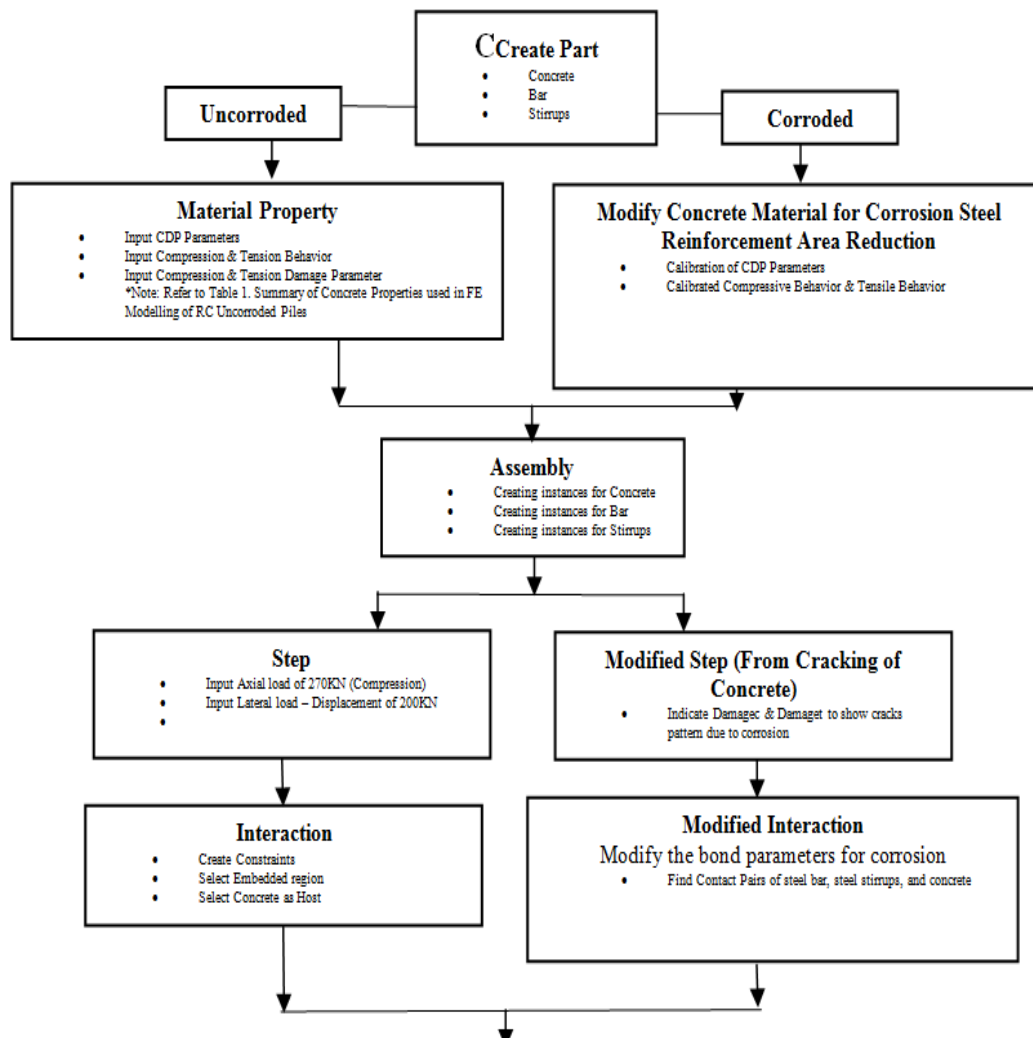 CCreate Part
• Concrete
• Bar
• Stirrups
Uncorroded
Corroded
Material Property
• Input CDP Parameters
• Input Compression & Tension Behavior
• Input Compression & Tension Damage Parameter
*Note: Refer to Table 1. Summary of Concrete Properties used in FE
Modelling of RC Uncorroded Piles
Modify Concrete Material for Corrosion Steel
Reinforcement Area Reduction
• Calibration of CDP Parameters
• Calibrated Compressive Behavior & Tensile Behavior
Assembly
• Creating instances for Concrete
• Creating instances for Bar
• Creating instances for Stirrups
Step
• Input Axial load of 270KN (Compression)
• Input Lateral load – Displacement of 200KN
•
Modified Step (From Cracking of
Concrete)
• Indicate Damagec & Damaget to show cracks
pattern due to corrosion
Interaction
• Create Constraints
• Select Embedded region
• Select Concrete as Host
Modified Interaction
Modify the bond parameters for corrosion
• Find Contact Pairs of steel bar, steel stirrups, and concrete